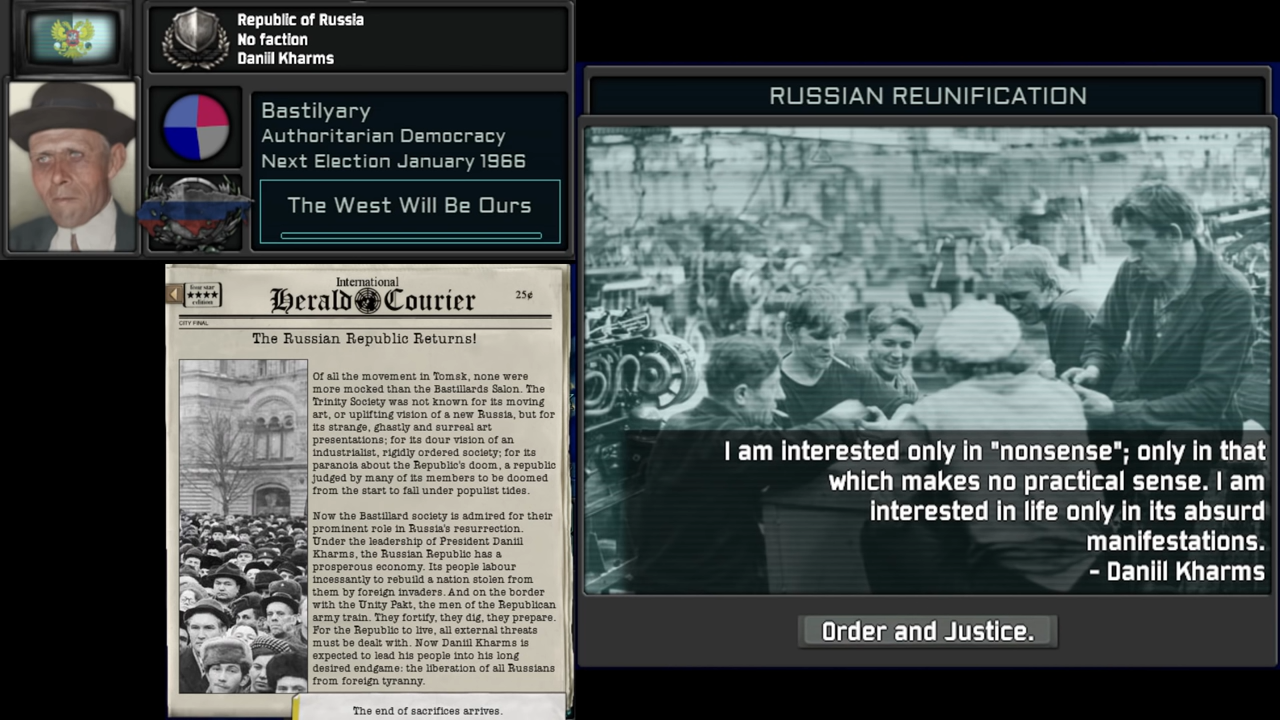 Republic of Russia
No faction
Daniil Kharms
Bastilyary
Authoritarian Democracy
Next Election January 1966
The West Will Be Ours
four star
edition
International
Herald Courier
25¢
CITY FINAL
The Russian Republic Returns!
Of all the movement in Tomsk, none were
more mocked than the Bastillards Salon. The
Trinity Society was not known for its moving
art, or uplifting vision of a new Russia, but for
its strange, ghastly and surreal art
presentations; for its dour vision of an
industrialist, rigidly ordered society; for its
paranoia about the Republic's doom, a republic
judged by many of its members to be doomed
from the start to fall under populist tides.
Now the Bastillard society is admired for their
prominent role in Russia's resurrection.
Under the leadership of President Daniil
Kharms, the Russian Republic has a
prosperous economy. Its people labour
incessantly to rebuild a nation stolen from
them by foreign invaders. And on the border
with the Unity Pakt, the men of the Republican
army train. They fortify, they dig, they prepare.
For the Republic to live, all external threats
must be dealt with. Now Daniil Kharms is
expected to lead his people into his long
desired endgame: the liberation of all Russians
from foreign tyranny.
The end of sacrifices arrives.
RUSSIAN REUNIFICATION
I am interested only in "nonsense"; only in that
which makes no practical sense. I am
interested in life only in its absurd
manifestations.
- Daniil Kharms
Order and Justice.